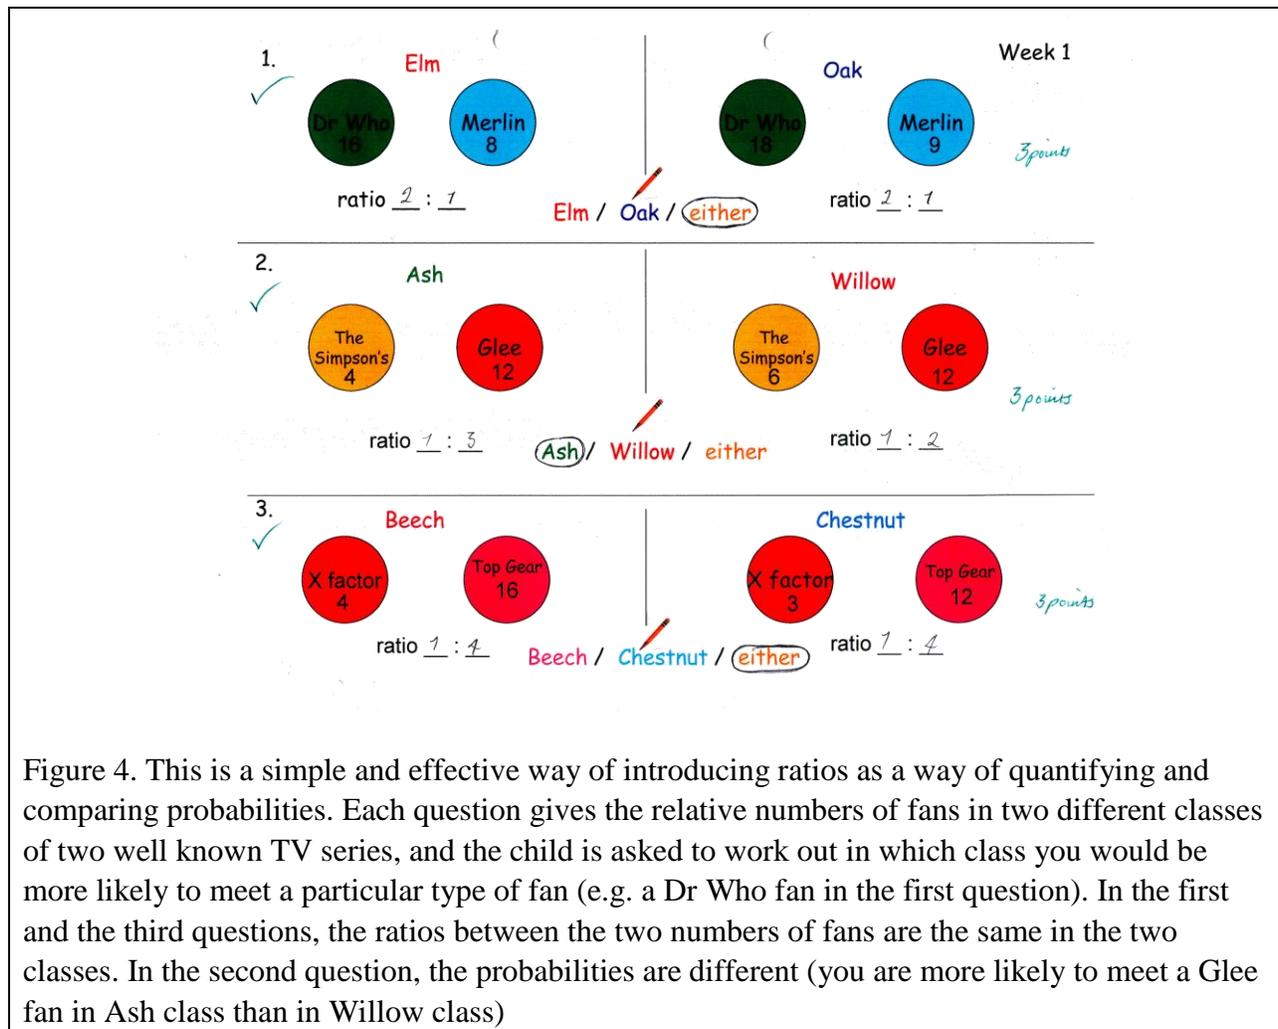 1.
Elm
Dr Who
16
Merlin
8
ratio 2 : 1
Oak
Week 1
Dr Who
18
Merlin
9
3 points
ratio 2 : 1
Elm / Oak / either
2.
Ash
The
Simpson's
4
Glee
12
ratio 1 : 3
Willow
The
Simpson's
6
Glee
12
3 points
ratio 1 : 2
Ash / Willow / either
3.
Beech
X factor
4
Top Gear
16
ratio 1 : 4
Chestnut
X factor
3
Top Gear
12
3 points
ratio 1 : 4
Beech / Chestnut / either
Figure 4. This is a simple and effective way of introducing ratios as a way of quantifying and
comparing probabilities. Each question gives the relative numbers of fans in two different classes
of two well known TV series, and the child is asked to work out in which class you would be
more likely to meet a particular type of fan (e.g. a Dr Who fan in the first question). In the first
and the third questions, the ratios between the two numbers of fans are the same in the two
classes. In the second question, the probabilities are different (you are more likely to meet a Glee
fan in Ash class than in Willow class)